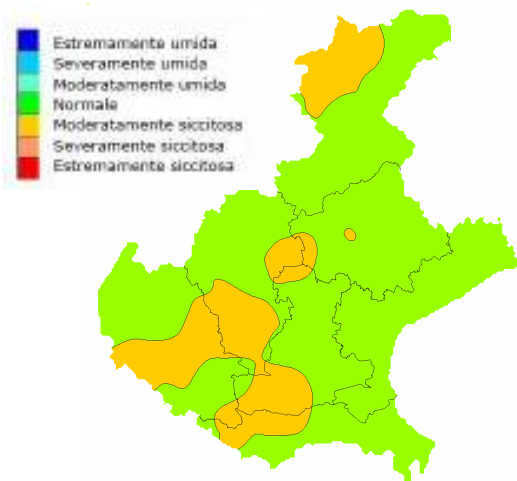 Estremamente umida
Severamente umida
Moderatamente umida
Normale
Moderatamente siccitosa
Severamente siccitosa
Estremamente siccitosa